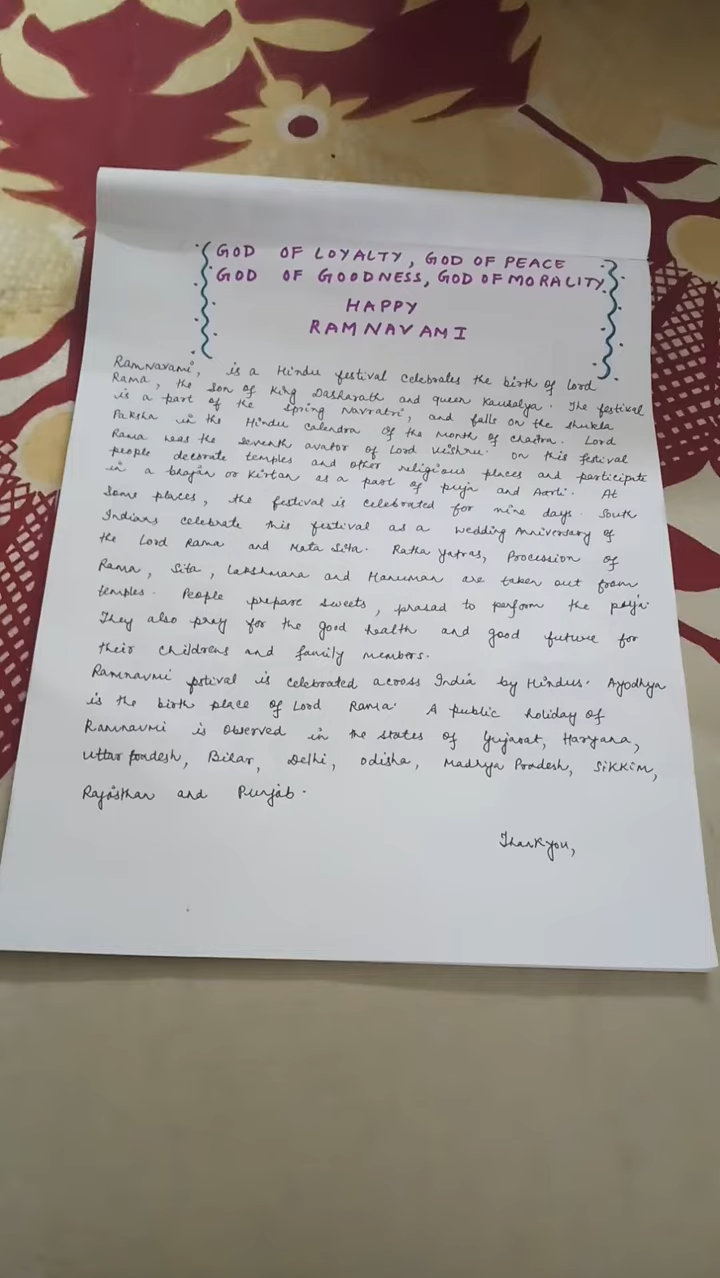 GOD OF LOYALTY, GOD OF PEACE
GOD OF GOODNESS, GOD OF MORALITY
HAPPY
RAMNAVAMI
Ramnavami, is a Hindu festival celebrates the birth of lord
Rama, the son of king Dasharath and queen Kausalya. The festival
is a part of the spring Navratri, and falls on the shukla
Paksha in the Hindu calendra of the month of chaitra. Lord
Rama was the seventh avator of Lord Vishnu. On this festival
people decorate temples and other religious places and participate
in a bhajan or Kirtan as a part of puja and Aarti. At
Some places, the festival is celebrated for nine days. South
Indians celebrate this festival as a wedding Anniversary of
the Lord Rama and Mata Sita. Ratha Yatras, Procession of
Rama, Sita, Lakshmana and Hanuman are taken out from
temples. People prepare sweets, prasad to perform the puja.
They also pray for the good health and good future for
their childrens and family members.
Ramnavmi festival is celebrated across India by Hindus. Ayodhya
is the birth place of Lord Rama. A public holiday of
Ramnavmi is observed in the states of Gujarat, Haryana,
Uttar Pradesh, Bihar, Delhi, Odisha, Madhya Pradesh, Sikkim,
Rajasthan and Punjab.
Thankyou,